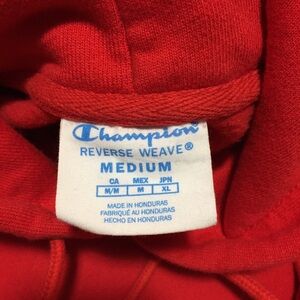 Champion
REVERSE WEAVE®
MEDIUM
CA MEX JPN
M/M M XL
MADE IN HONDURAS
FABRIQUÉ AU HONDURAS
HECHO EN HONDURAS